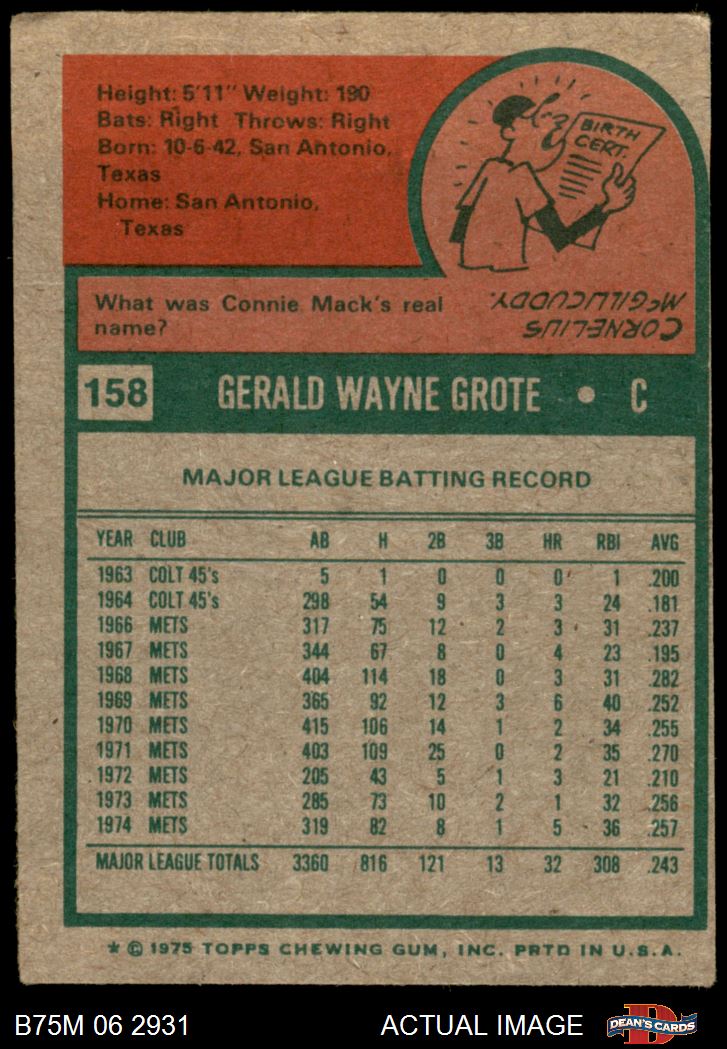 Height: 5'11" Weight: 190
Bats: Right Throws: Right
Born: 10-6-42, San Antonio,
Texas
Home: San Antonio,
Texas
BIRTH
CERT.
What was Connie Mack's real
name?
CORNELIUS
McGILLICUDDY.
158 GERALD WAYNE GROTE • C
MAJOR LEAGUE BATTING RECORD
YEAR CLUB AB H 2B 3B HR RBI AVG
1963 COLT 45's 5 1 0 0 0 1 .200
1964 COLT 45's 298 54 9 3 3 24 .181
1966 METS 317 75 12 2 3 31 .237
1967 METS 344 67 8 0 4 23 .195
1968 METS 404 114 18 0 3 31 .282
1969 METS 365 92 12 3 6 40 .252
1970 METS 415 106 14 1 2 34 .255
1971 METS 403 109 25 0 2 35 .270
1972 METS 205 43 5 1 3 21 .210
1973 METS 285 73 10 2 1 32 .256
1974 METS 319 82 8 1 5 36 .257
MAJOR LEAGUE TOTALS 3360 816 121 13 32 308 .243
* © 1975 TOPPS CHEWING GUM, INC. PRTD IN U.S.A.
B75M 06 2931 ACTUAL IMAGE DEAN'S CARDS